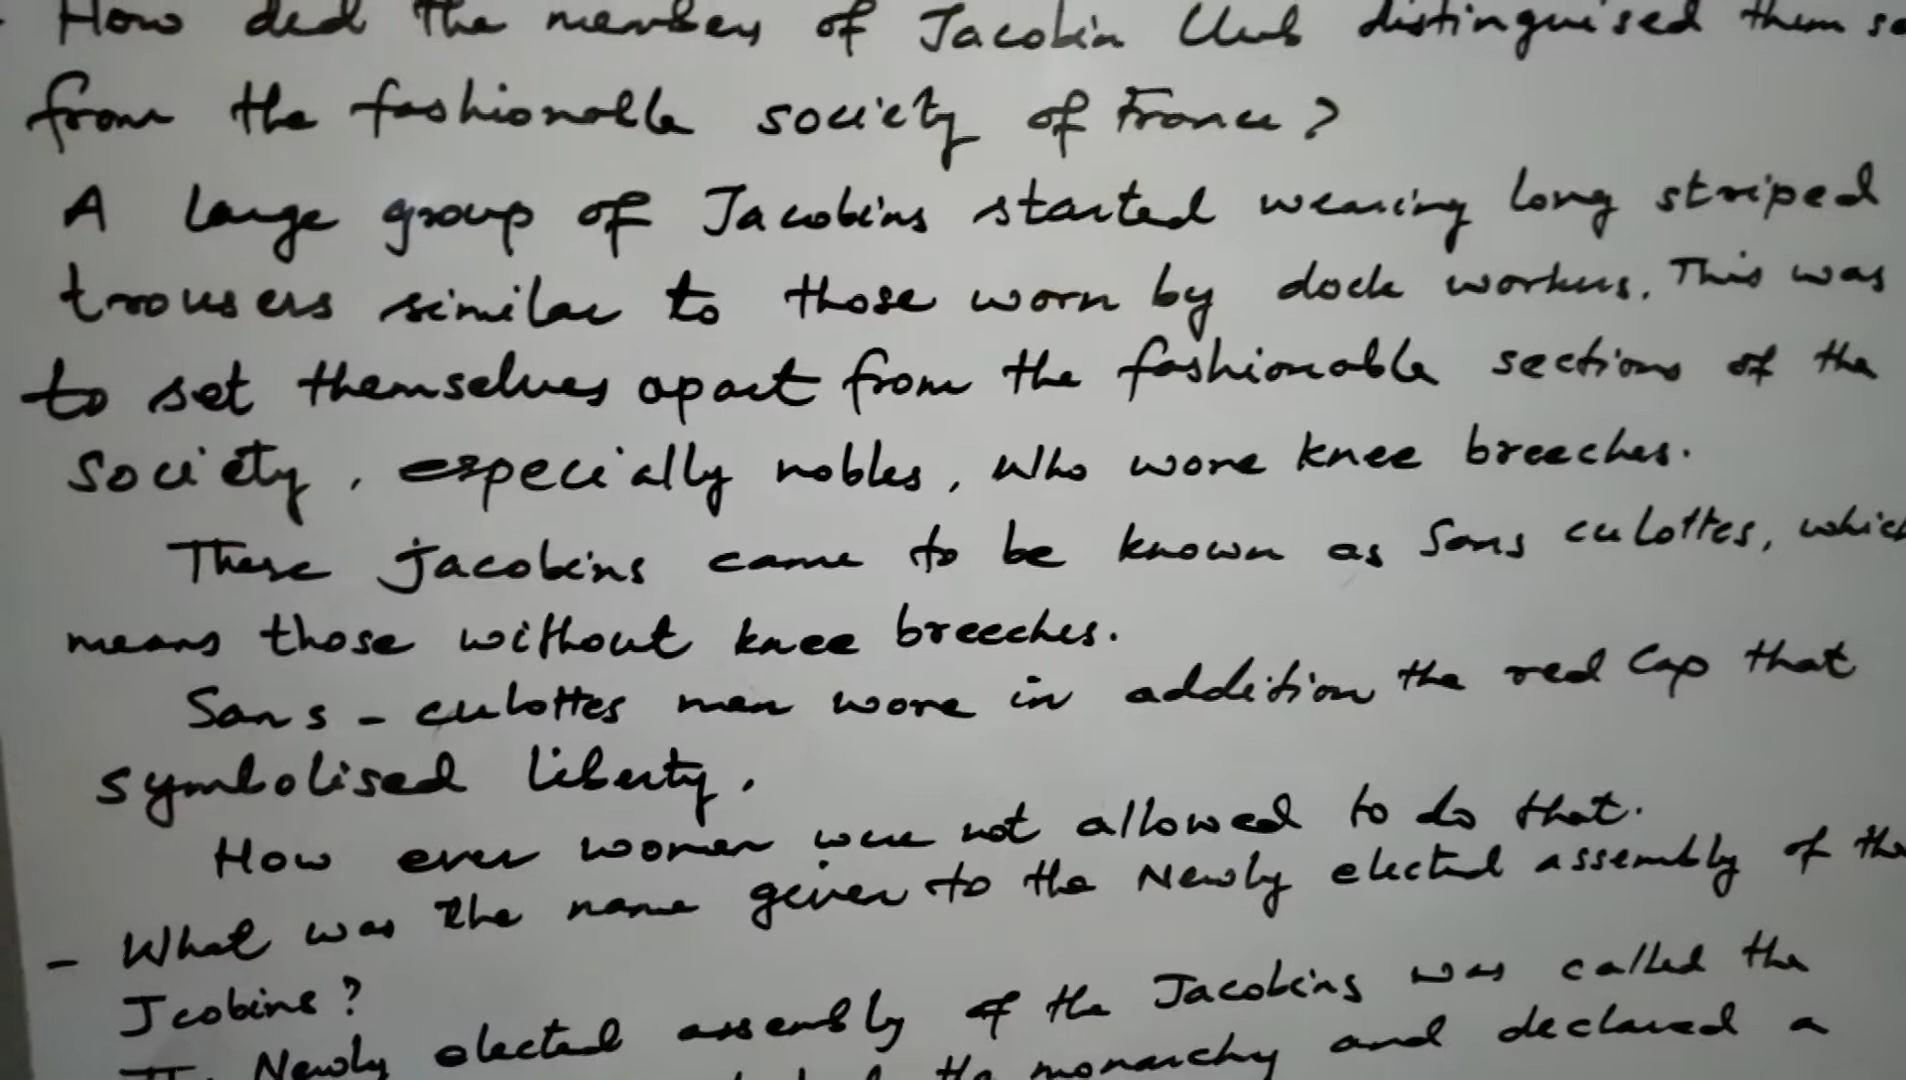 - How did the members of Jacobin Club distinguised them se
from the fashionable society of France?
A large group of Jacobins started wearing long striped
trousers similar to those worn by dock workers. This was
to set themselves apart from the fashionable sections of the
society, especially nobles, who wore knee breeches.
These Jacobins came to be known as Sans culottes, which
means those without knee breeches.
Sans - culottes men wore in addition the red Cap that
symbolised liberty.
How ever women were not allowed to do that.
- What was the name given to the Newly elected assembly of the
Jcobins?
Newly elected assembly of the Jacobins was called the
the monarchy and declared a